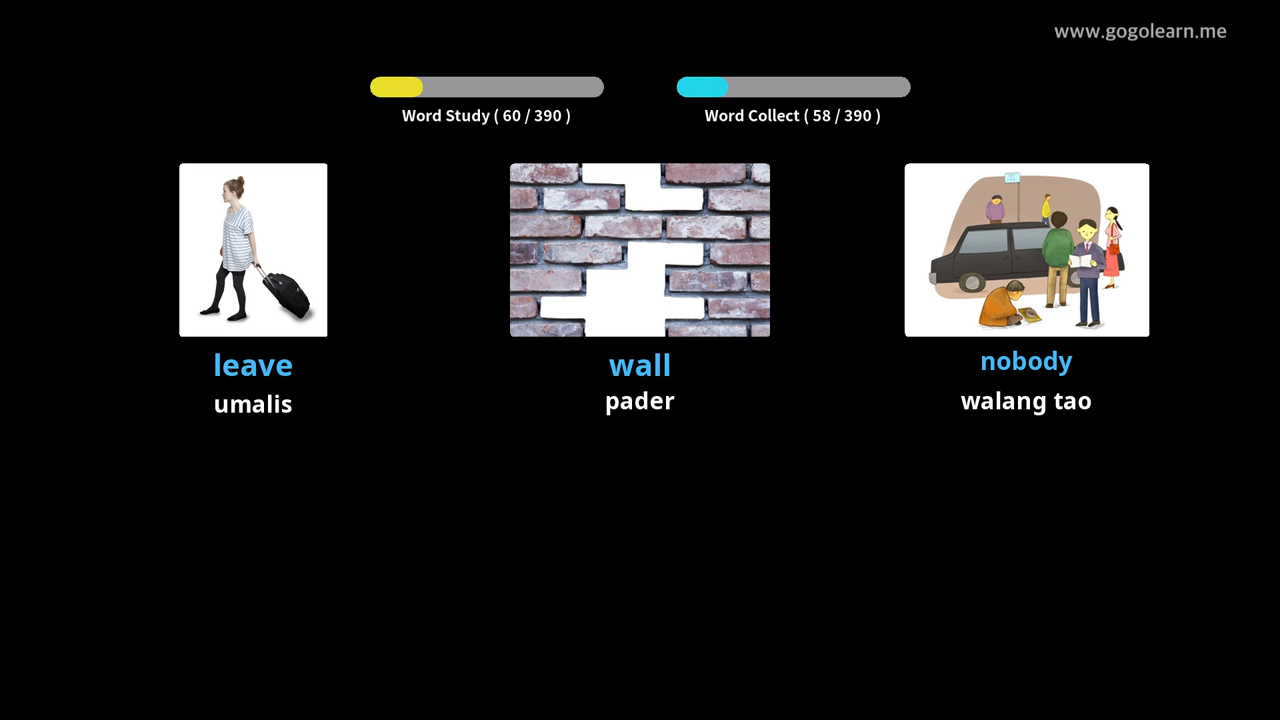 www.gogolearn.me
Word Study ( 60 / 390 )
Word Collect ( 58 / 390 )
leave
umalis
wall
pader
nobody
walang tao